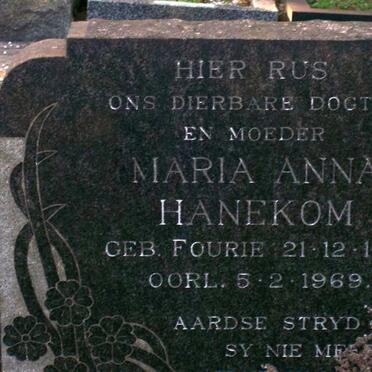 HIER RUS
ONS DIERBARE DOGT
EN MOEDER
MARIA ANNA
HANEKOM
GEB. FOURIE 21·12·1
OORL. 5·2·1969.
AARDSE STRYD
SY NIE ME